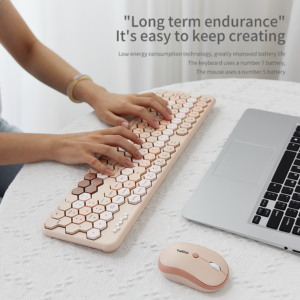 "Long term endurance"
It's easy to keep creating
Low energy consumption technology, greatly improved battery life
The keyboard uses a number 7 battery,
The mouse uses a number 5 battery